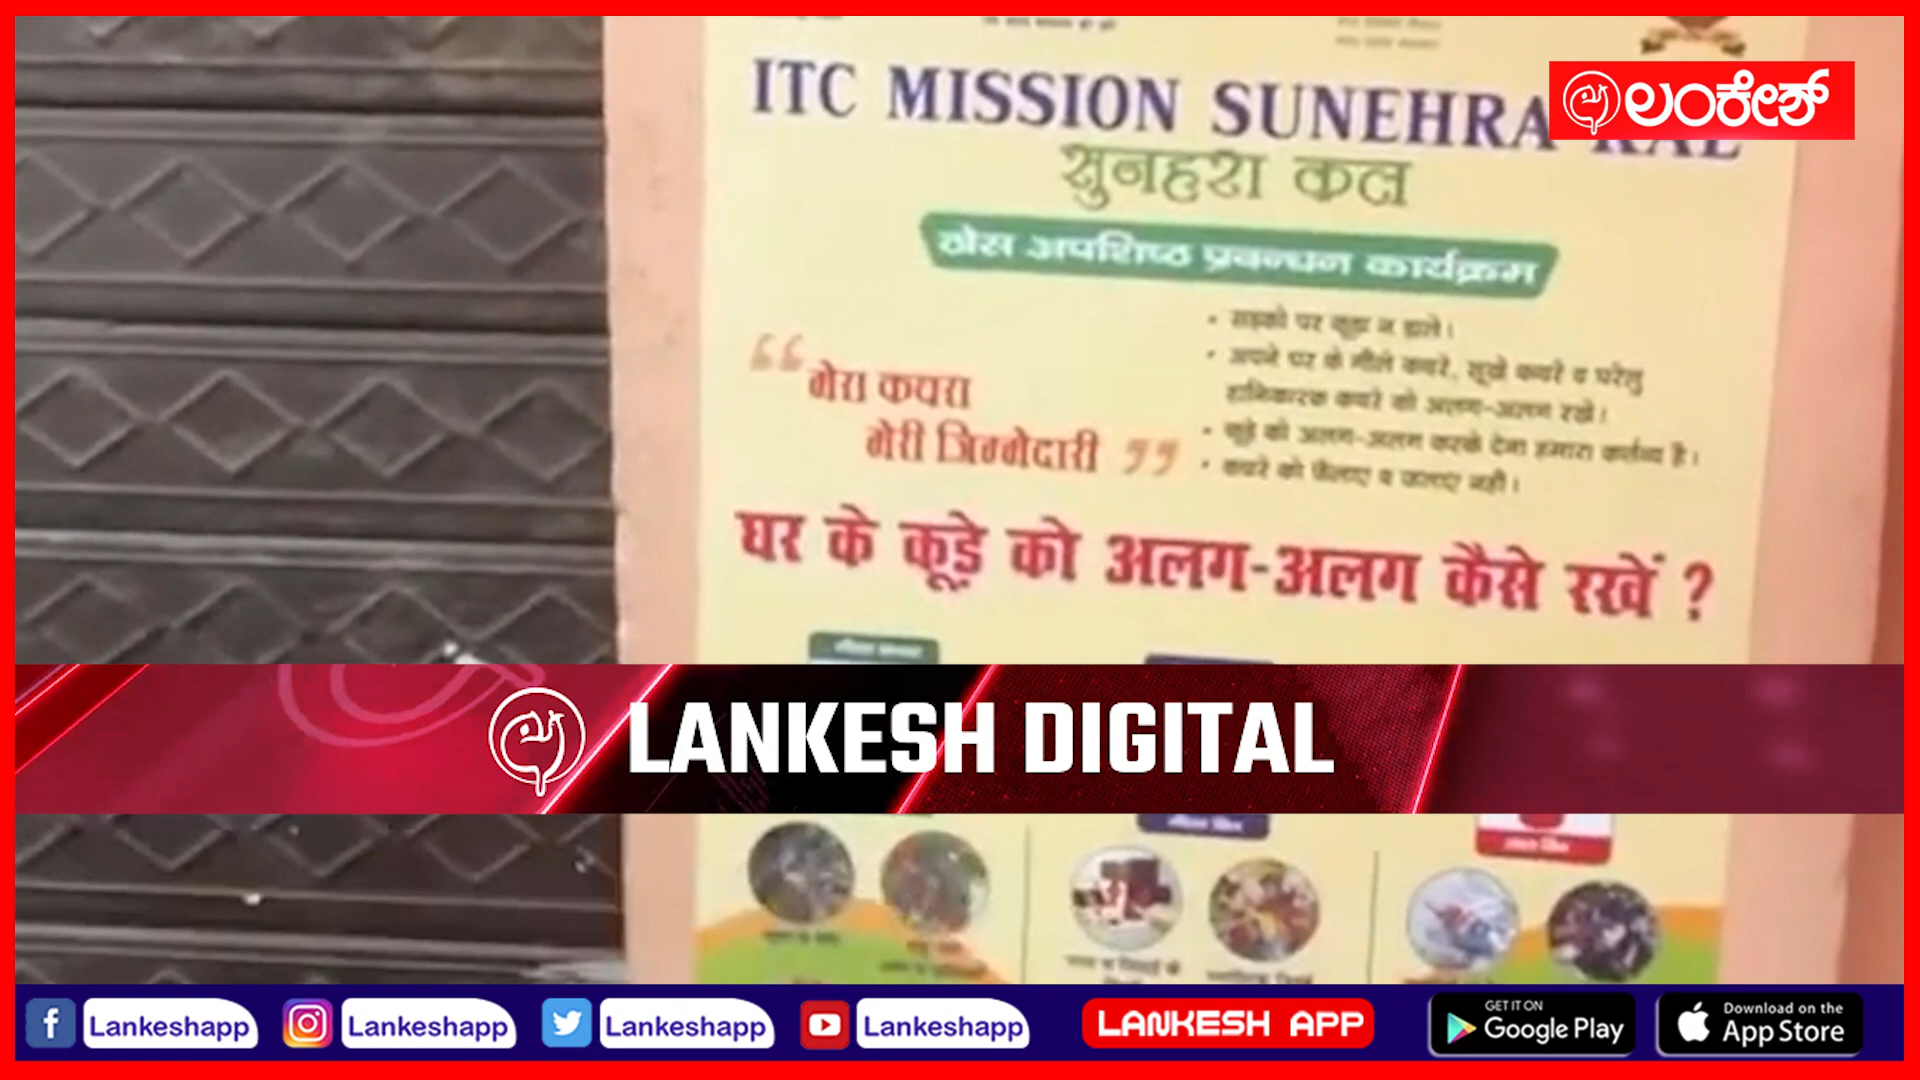 ITC MISSION SUNEHRA KAL
ಲಂಕೇಶ್
सुनहरा कल
ठोस अपशिष्ठ प्रबन्धन कार्यक्रम
• सड़को पर कूड़ा न डाले।
• अपने घर के गीले कचरे, सूखे कचरे व घरेलु
हानिकारक कचरे को अलग-अलग रखें।
• कूड़े को अलग-अलग करके देना हमारा कर्तव्य है।
• कचरे को फैलाए व जलाए नही।
“ मेरा कचरा
मेरी जिम्मेदारी ”
घर के कूड़े को अलग-अलग कैसे रखें ?
LANKESH DIGITAL
Lankeshapp
Lankeshapp
Lankeshapp
Lankeshapp
LANKESH APP
GET IT ON
Google Play
Download on the
App Store